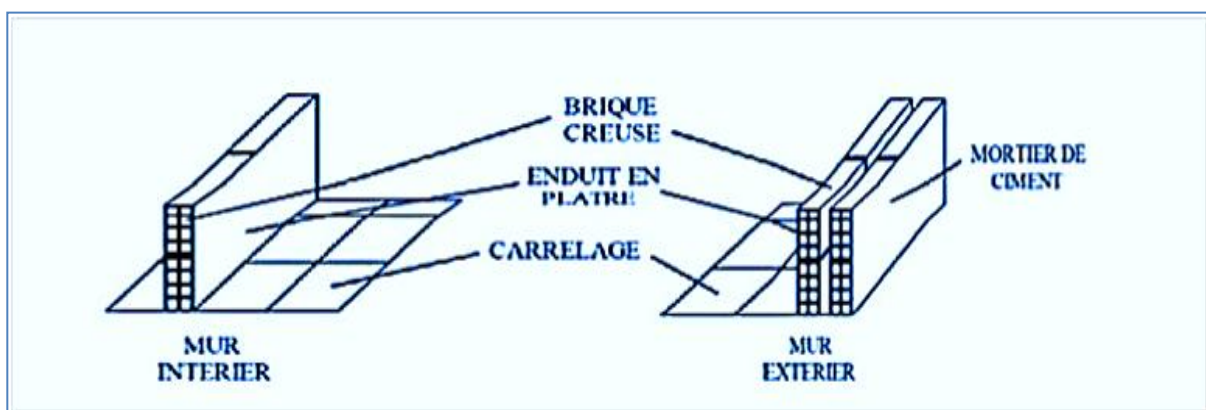 BRIQUE
CREUSE
ENDUIT EN
PLATRE
CARRELAGE
MORTIER DE
CIMENT
MUR
INTERIER
MUR
EXTERIER